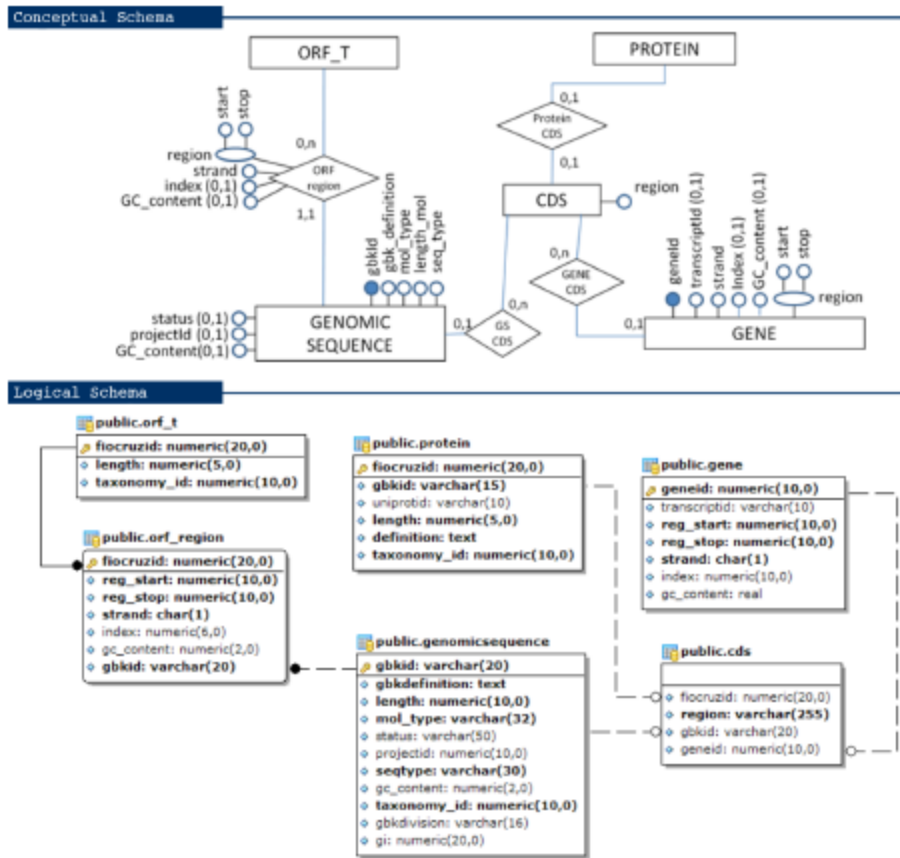 Conceptual Schema
ORF_T
PROTEIN
start
stop
0,n
region
strand
index (0,1)
GC_content (0,1)
ORF
region
1,1
0,1
Protein
CDS
0,1
CDS
region
0,n
0,n
GENE
CDS
GS
CDS
0,1
0,1
gbkId
gbk_definition
mol_type
length_mol
seq_type
status (0,1)
projectId (0,1)
GC_content(0,1)
GENOMIC
SEQUENCE
geneId
transcriptId (0,1)
strand
Index (0,1)
GC_content (0,1)
start
stop
region
GENE
Logical Schema
public.orf_t
fiocruzid: numeric(20,0)
length: numeric(5,0)
taxonomy_id: numeric(10,0)
public.protein
fiocruzid: numeric(20,0)
gbkid: varchar(15)
uniprotid: varchar(10)
length: numeric(5,0)
definition: text
taxonomy_id: numeric(10,0)
public.gene
geneid: numeric(10,0)
transcriptid: varchar(10)
reg_start: numeric(10,0)
reg_stop: numeric(10,0)
strand: char(1)
index: numeric(10,0)
gc_content: real
public.orf_region
fiocruzid: numeric(20,0)
reg_start: numeric(10,0)
reg_stop: numeric(10,0)
strand: char(1)
index: numeric(6,0)
gc_content: numeric(2,0)
gbkid: varchar(20)
public.genomicsequence
gbkid: varchar(20)
gbkdefinition: text
length: numeric(10,0)
mol_type: varchar(32)
status: varchar(50)
projectid: numeric(10,0)
seqtype: varchar(30)
gc_content: numeric(2,0)
taxonomy_id: numeric(10,0)
gbkdivision: varchar(16)
gi: numeric(20,0)
public.cds
fiocruzid: numeric(20,0)
region: varchar(255)
gbkid: varchar(20)
geneid: numeric(10,0)